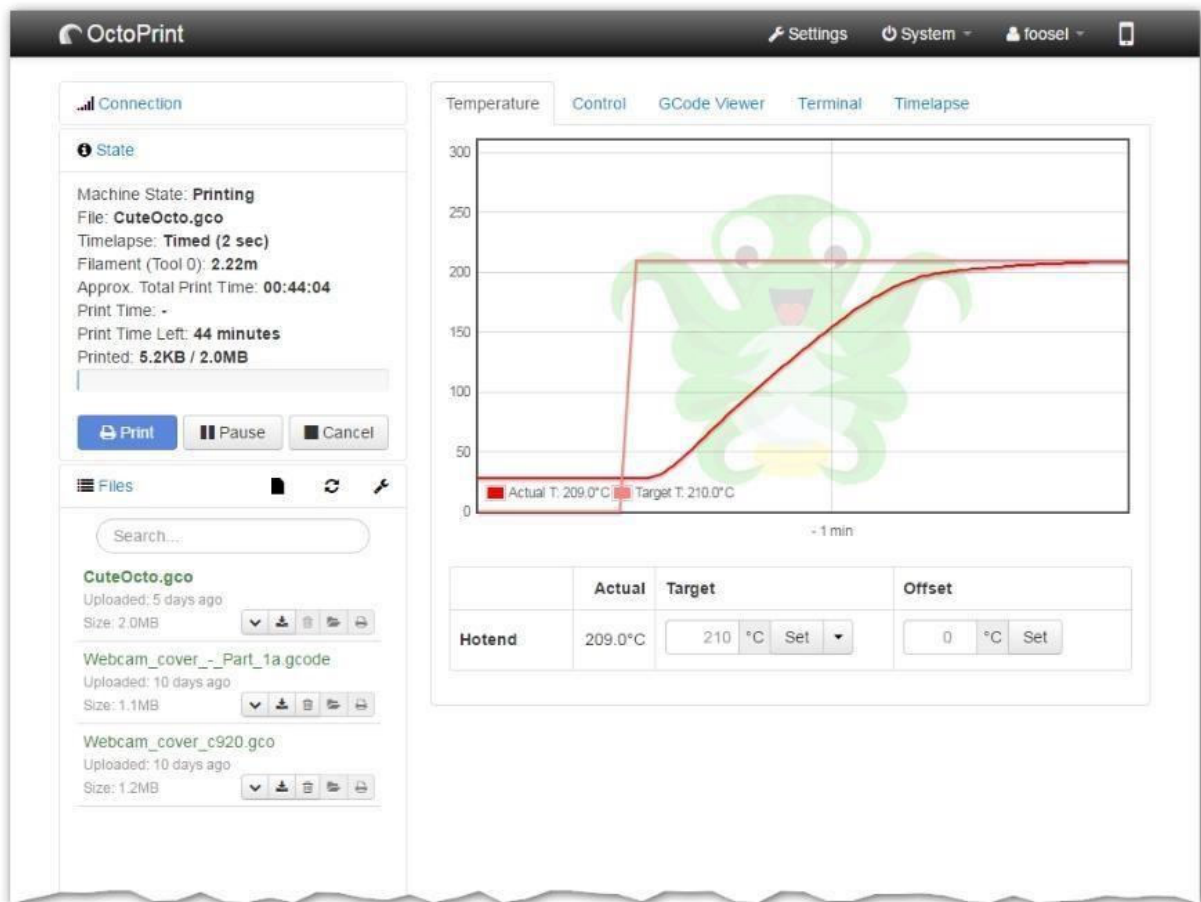 OctoPrint
Settings
System
foosel
Connection
State
Machine State: Printing
File: CuteOcto.gco
Timelapse: Timed (2 sec)
Filament (Tool 0): 2.22m
Approx. Total Print Time: 00:44:04
Print Time: -
Print Time Left: 44 minutes
Printed: 5.2KB / 2.0MB
Print
Pause
Cancel
Files
Search...
CuteOcto.gco
Uploaded: 5 days ago
Size: 2.0MB
Webcam_cover_-_Part_1a.gcode
Uploaded: 10 days ago
Size: 1.1MB
Webcam_cover_c920.gco
Uploaded: 10 days ago
Size: 1.2MB
Temperature
Control
GCode Viewer
Terminal
Timelapse
300
250
200
150
100
50
0
Actual T: 209.0°C
Target T: 210.0°C
- 1 min
Actual Target Offset
Hotend 209.0°C 210 °C Set 0 °C Set